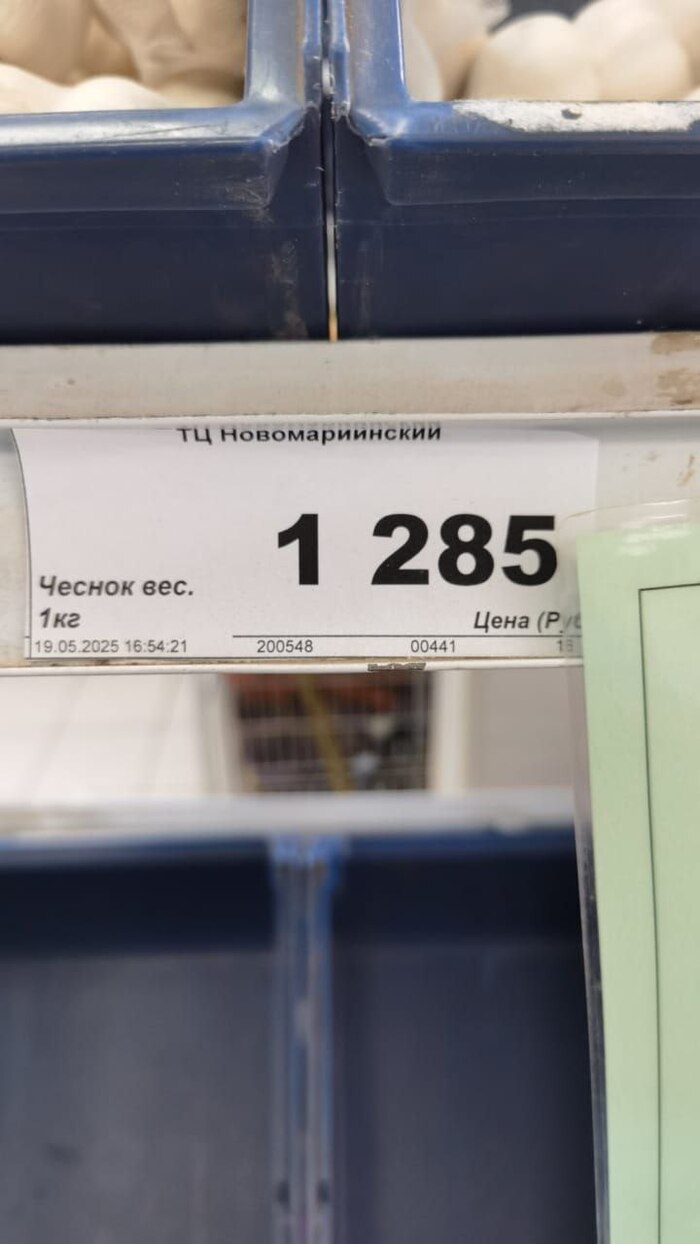 ТЦ Новомариинский
1 285
Чеснок вес.
1кг
Цена
19.05.2025 16:54:21 200548 00441